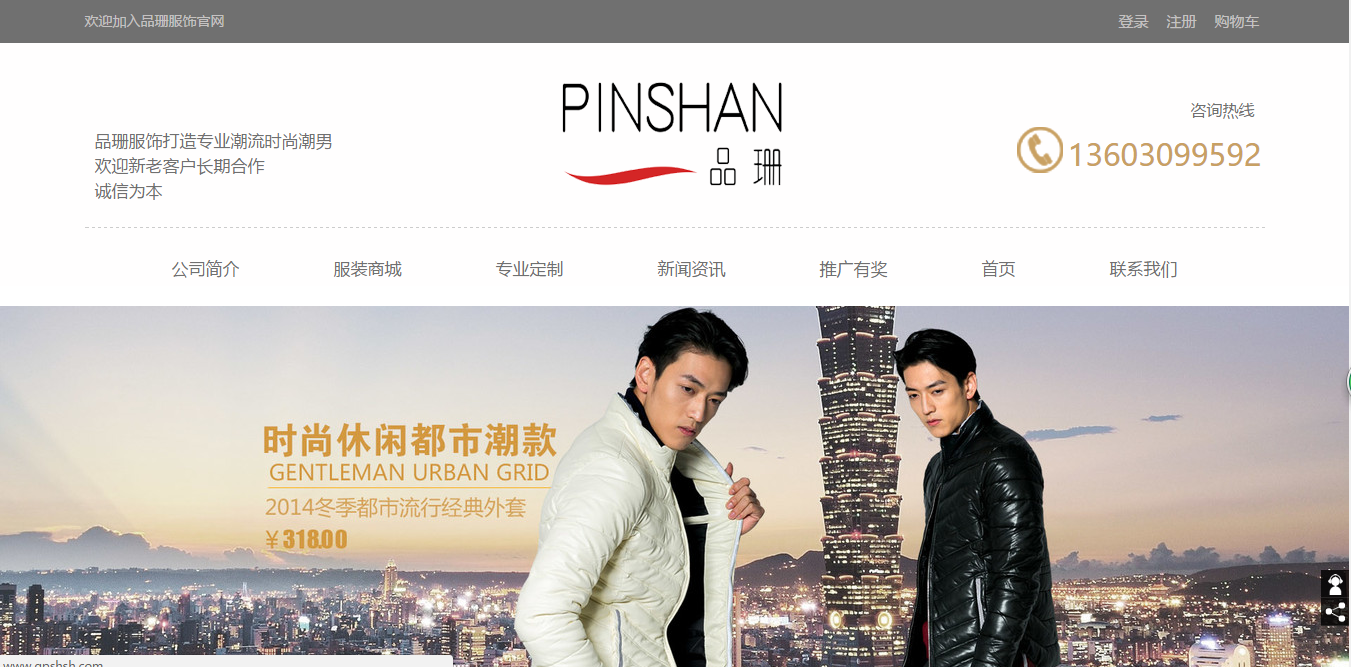 欢迎加入品珊服饰官网
登录 注册 购物车
PINSHAN
品 珊
咨询热线
13603099592
品珊服饰打造专业潮流时尚潮男
欢迎新老客户长期合作
诚信为本
公司简介 服装商城 专业定制 新闻资讯 推广有奖 首页 联系我们
时尚休闲都市潮款
GENTLEMAN URBAN GRID
2014冬季都市流行经典外套
¥318.00